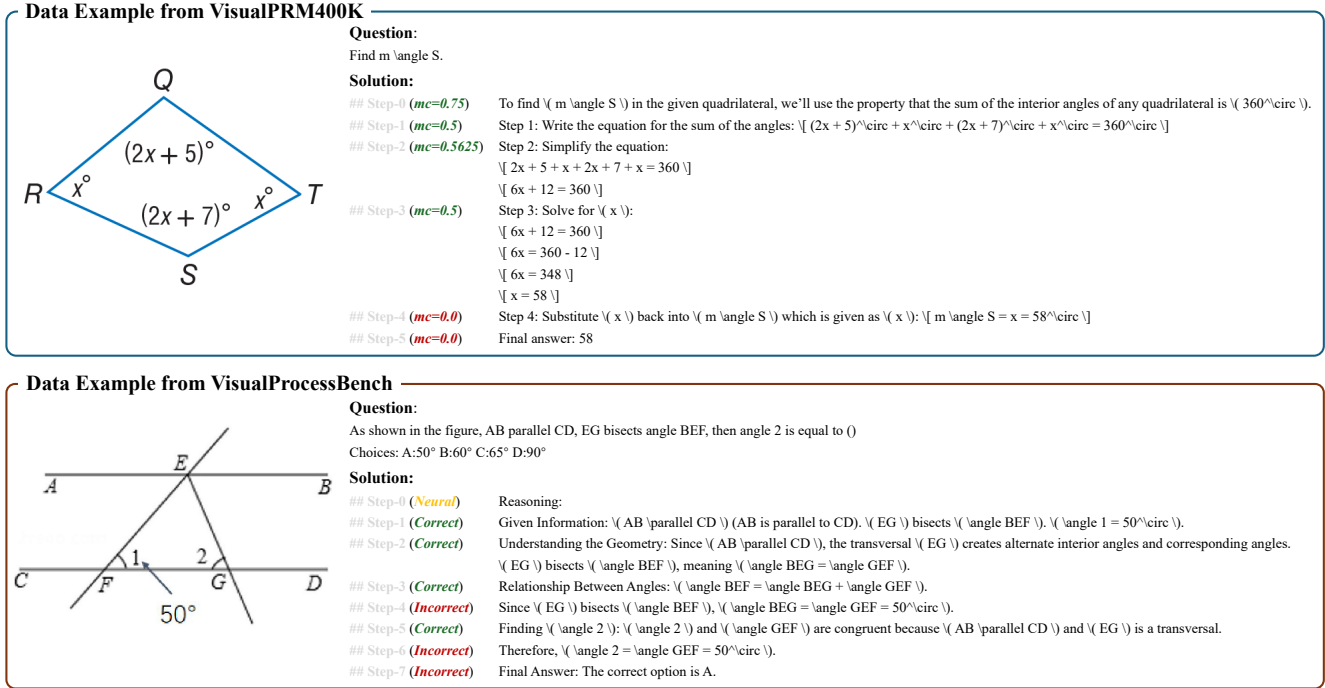 Data Example from VisualPRM400K
Question:
Find m \angle S.
Solution:
Q
(2x + 5)°
R
x°
x°
T
(2x + 7)°
S
## Step-0 (mc=0.75) To find \( m \angle S \) in the given quadrilateral, we’ll use the property that the sum of the interior angles of any quadrilateral is \( 360^\circ \).
## Step-1 (mc=0.5) Step 1: Write the equation for the sum of the angles: \[ (2x + 5)^\circ + x^\circ + (2x + 7)^\circ + x^\circ = 360^\circ \]
## Step-2 (mc=0.5625) Step 2: Simplify the equation:
\[ 2x + 5 + x + 2x + 7 + x = 360 \]
\[ 6x + 12 = 360 \]
## Step-3 (mc=0.5) Step 3: Solve for \( x \):
\[ 6x + 12 = 360 \]
\[ 6x = 360 - 12 \]
\[ 6x = 348 \]
\[ x = 58 \]
## Step-4 (mc=0.0) Step 4: Substitute \( x \) back into \( m \angle S \) which is given as \( x \): \[ m \angle S = x = 58^\circ \]
## Step-5 (mc=0.0) Final answer: 58
Data Example from VisualProcessBench
Question:
As shown in the figure, AB parallel CD, EG bisects angle BEF, then angle 2 is equal to ()
Choices: A:50° B:60° C:65° D:90°
Solution:
E
A
B
1
2
C
F
G
D
50°
## Step-0 (Neural) Reasoning:
## Step-1 (Correct) Given Information: \( AB \parallel CD \) (AB is parallel to CD). \( EG \) bisects \( \angle BEF \). \( \angle 1 = 50^\circ \).
## Step-2 (Correct) Understanding the Geometry: Since \( AB \parallel CD \), the transversal \( EG \) creates alternate interior angles and corresponding angles.
\( EG \) bisects \( \angle BEF \), meaning \( \angle BEG = \angle GEF \).
## Step-3 (Correct) Relationship Between Angles: \( \angle BEF = \angle BEG + \angle GEF \).
## Step-4 (Incorrect) Since \( EG \) bisects \( \angle BEF \), \( \angle BEG = \angle GEF = 50^\circ \).
## Step-5 (Correct) Finding \( \angle 2 \): \( \angle 2 \) and \( \angle GEF \) are congruent because \( AB \parallel CD \) and \( EG \) is a transversal.
## Step-6 (Incorrect) Therefore, \( \angle 2 = \angle GEF = 50^\circ \).
## Step-7 (Incorrect) Final Answer: The correct option is A.